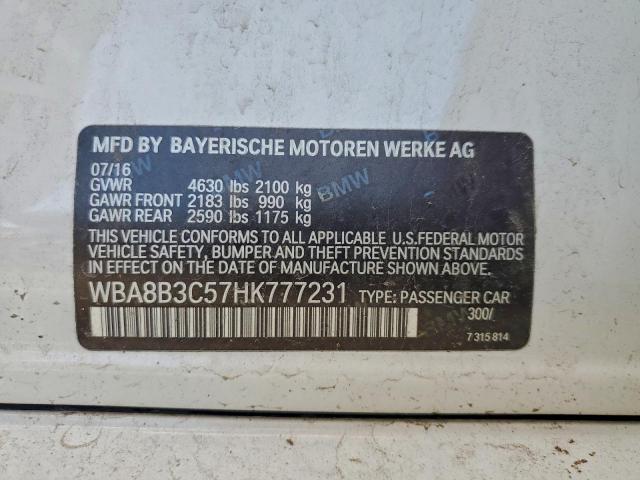 MFD BY BAYERISCHE MOTOREN WERKE AG
07/16
GVWR 4630 lbs 2100 kg
GAWR FRONT 2183 lbs 990 kg
GAWR REAR 2590 lbs 1175 kg
THIS VEHICLE CONFORMS TO ALL APPLICABLE U.S.FEDERAL MOTOR
VEHICLE SAFETY, BUMPER AND THEFT PREVENTION STANDARDS
IN EFFECT ON THE DATE OF MANUFACTURE SHOWN ABOVE.
WBA8B3C57HK777231 TYPE: PASSENGER CAR
300/
7 315 814
BMW
BMW